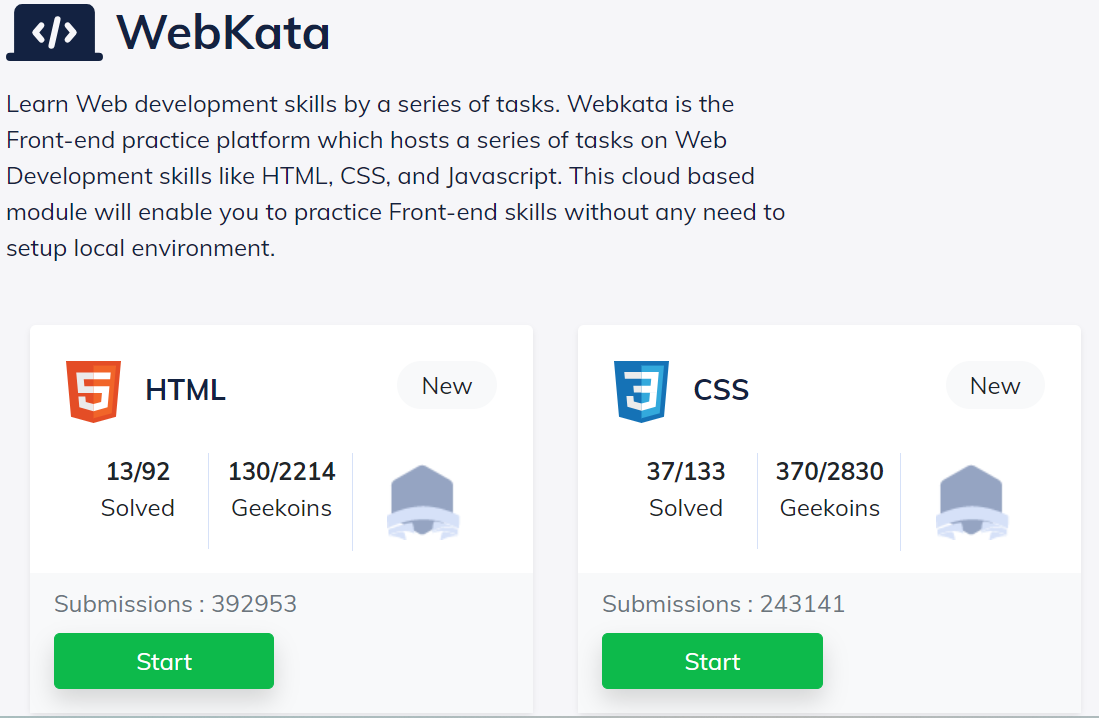 WebKata
Learn Web development skills by a series of tasks. Webkata is the
Front-end practice platform which hosts a series of tasks on Web
Development skills like HTML, CSS, and Javascript. This cloud based
module will enable you to practice Front-end skills without any need to
setup local environment.
HTML
New
13/92
Solved
130/2214
Geekoins
Submissions : 392953
Start
CSS
New
37/133
Solved
370/2830
Geekoins
Submissions : 243141
Start